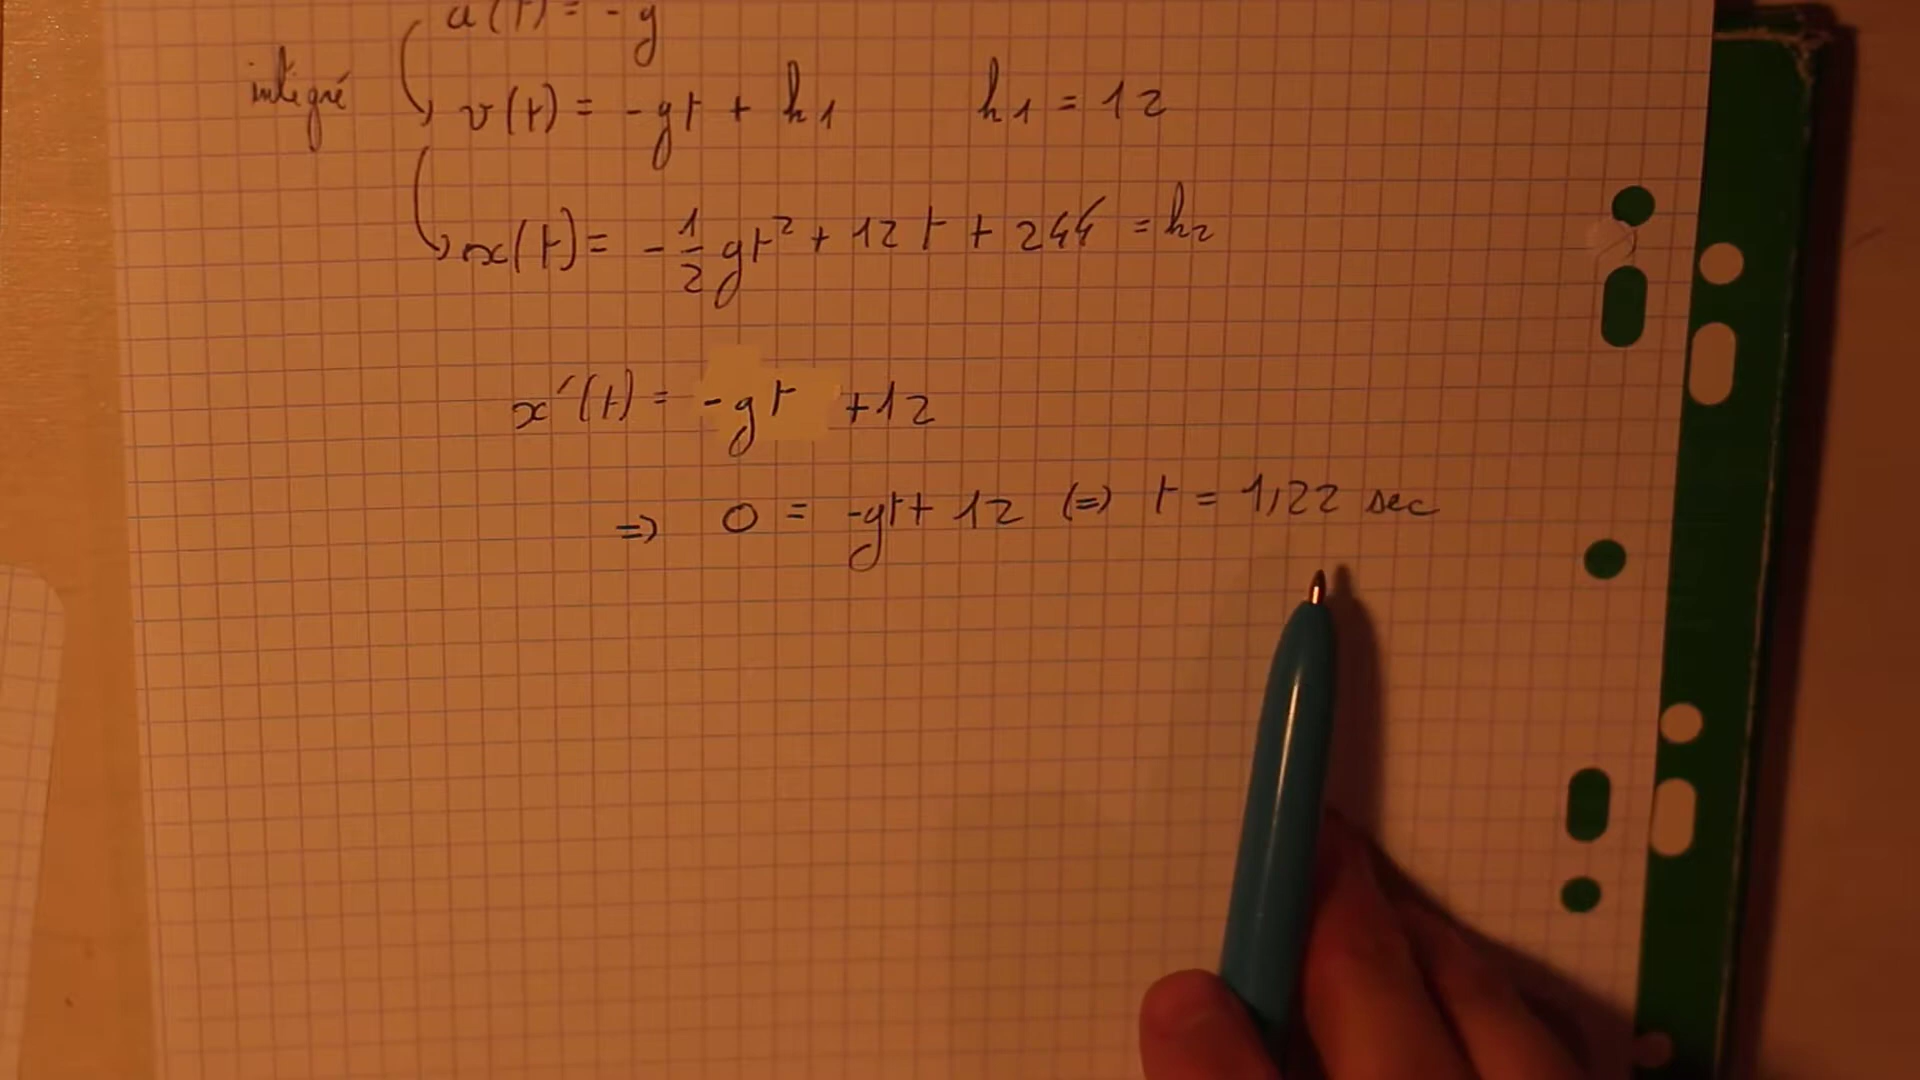 a(t) = -g
intégré v(t) = -gt + k1 k1 = 12
x(t) = -1/2 gt² + 12t + 244 = k2
x'(t) = -gt +12
=> 0 = -gt + 12 (=) t = 1,22 sec